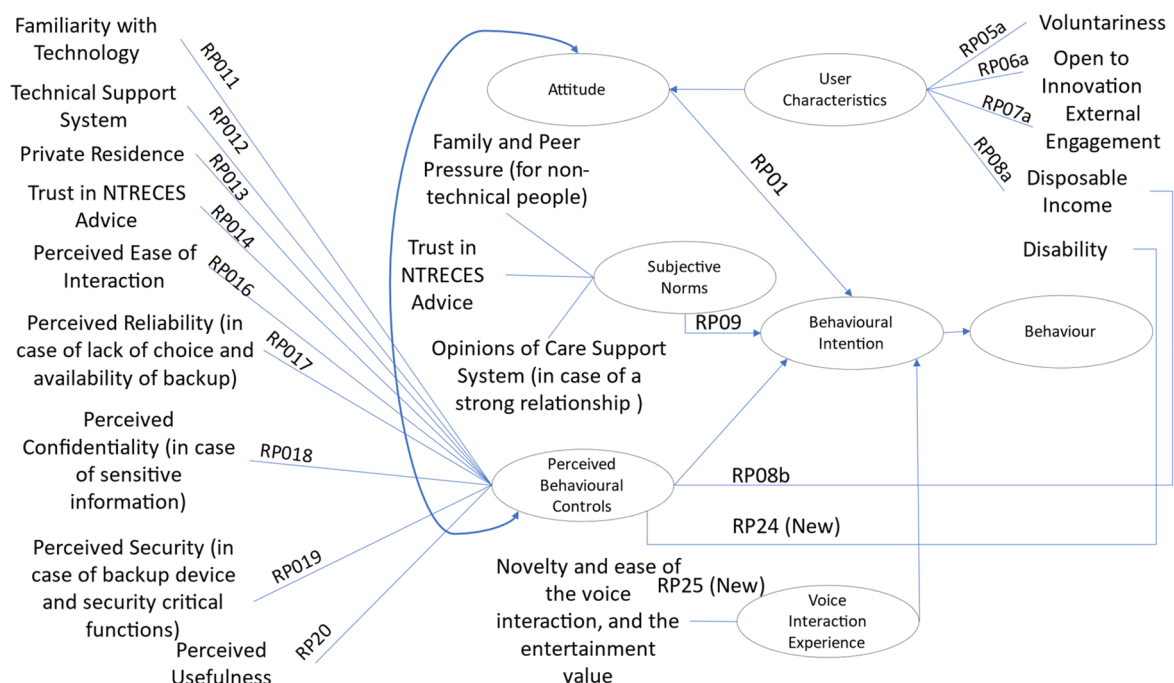 Familiarity with
Technology
RP011
Technical Support
System
RP012
Private Residence
RP013
Trust in NTRECES
Advice
RP014
Perceived Ease of
Interaction
RP016
Perceived Reliability (in
case of lack of choice and
availability of backup)
RP017
Perceived
Confidentiality (in case
of sensitive
information)
RP018
Perceived Security (in
case of backup device
and security critical
functions)
RP019
Perceived
Usefulness
RP20
Attitude
User
Characteristics
RP05a
Voluntariness
RP06a
Open to
Innovation
RP07a
External
Engagement
RP08a
Disposable
Income
Disability
Family and Peer
Pressure (for non-
technical people)
RP01
Trust in
NTRECES
Advice
Subjective
Norms
RP09
Opinions of Care Support
System (in case of a
strong relationship )
Behavioural
Intention
Behaviour
Perceived
Behavioural
Controls
RP08b
RP24 (New)
Novelty and ease of
the voice
interaction, and the
entertainment
value
RP25 (New)
Voice
Interaction
Experience